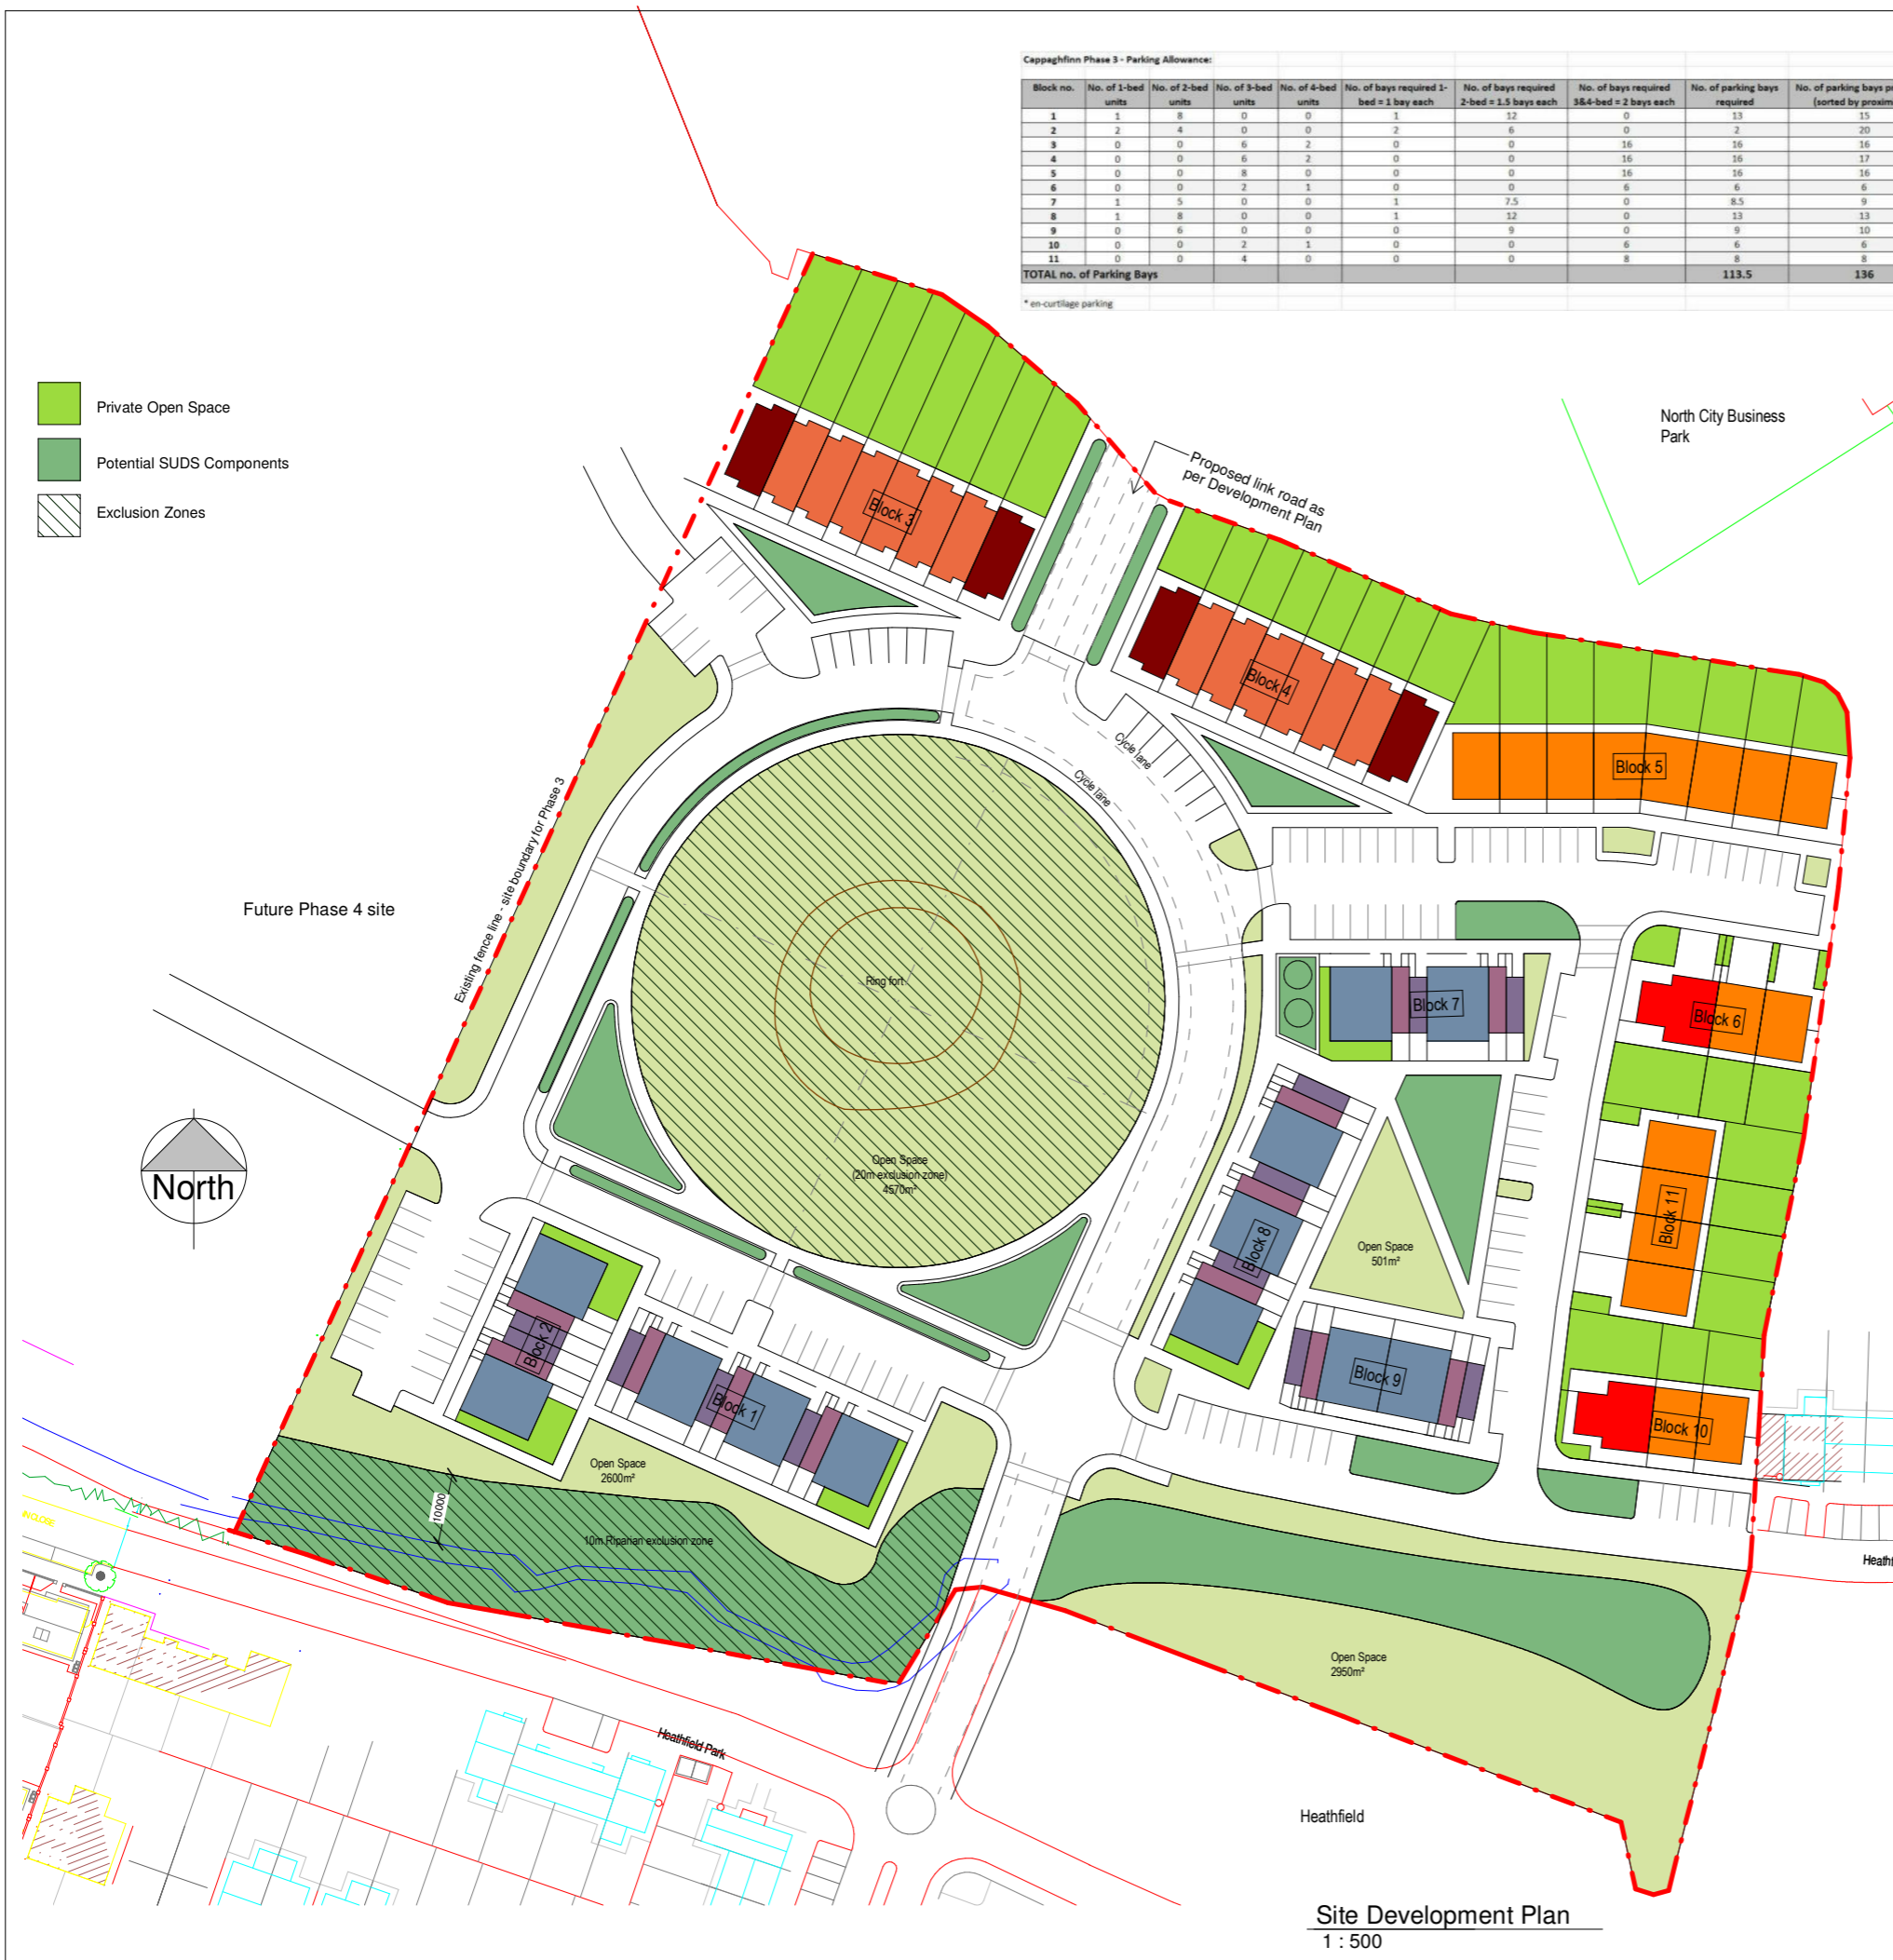 Cappaghfinn Phase 3 - Parking Allowance:
Block no. No. of 1-bed units No. of 2-bed units No. of 3-bed units No. of 4-bed units No. of bays required 1-bed = 1 bay each No. of bays required 2-bed = 1.5 bays each No. of bays required 3&4-bed = 2 bays each No. of parking bays required No. of parking bays (sorted by
1 1 8 0 0 1 12 0 13 15
2 2 4 0 0 2 6 0 2 20
3 0 0 6 2 0 0 16 16 16
4 0 0 6 2 0 0 16 16 17
5 0 0 8 0 0 0 16 16 16
6 0 0 2 1 0 0 6 6 6
7 1 5 0 0 1 7.5 0 8.5 9
8 1 8 0 0 1 12 0 13 13
9 0 6 0 0 0 9 0 9 10
10 0 0 2 1 0 0 6 6 6
11 0 0 4 0 0 0 8 8 8
TOTAL no. of Parking Bays 113.5 136
* en-curtilage parking
Private Open Space
Potential SUDS Components
Exclusion Zones
North City Business
Park
Proposed link road as
per Development Plan
Block 3
Block 4
Block 5
Cycle lane
Cycle lane
Existing fence line - site boundary for Phase 3
Future Phase 4 site
Ring fort
Block 7
Block 6
North
Open Space
(20m exclusion zone)
4570m²
Block 11
Block 8
Open Space
501m²
Block 2
Block 1
Block 9
Block 10
Open Space
2600m²
10000
10m Riparian exclusion zone
Open Space
2950m²
Heathfield Park
Heathfield
Site Development Plan
1 : 500